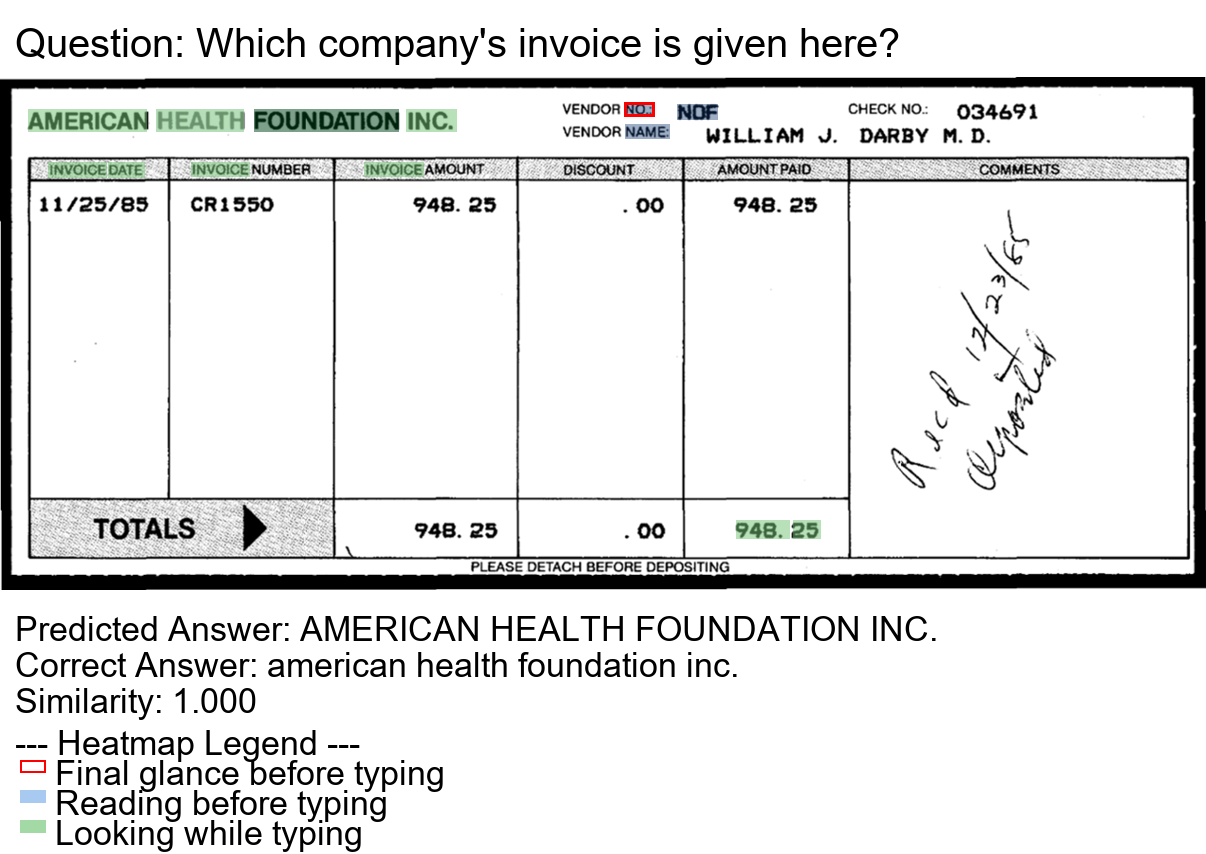 Question: Which company's invoice is given here?
AMERICAN HEALTH FOUNDATION INC.
VENDOR NO.: NDF
CHECK NO.: 034691
VENDOR NAME: WILLIAM J. DARBY M. D.
INVOICE DATE INVOICE NUMBER INVOICE AMOUNT DISCOUNT AMOUNT PAID COMMENTS
11/25/85 CR1550 948. 25 . 00 948. 25
Recd 12/23/85
deposited
TOTALS 948. 25 . 00 948. 25
PLEASE DETACH BEFORE DEPOSITING
Predicted Answer: AMERICAN HEALTH FOUNDATION INC.
Correct Answer: american health foundation inc.
Similarity: 1.000
--- Heatmap Legend ---
Final glance before typing
Reading before typing
Looking while typing